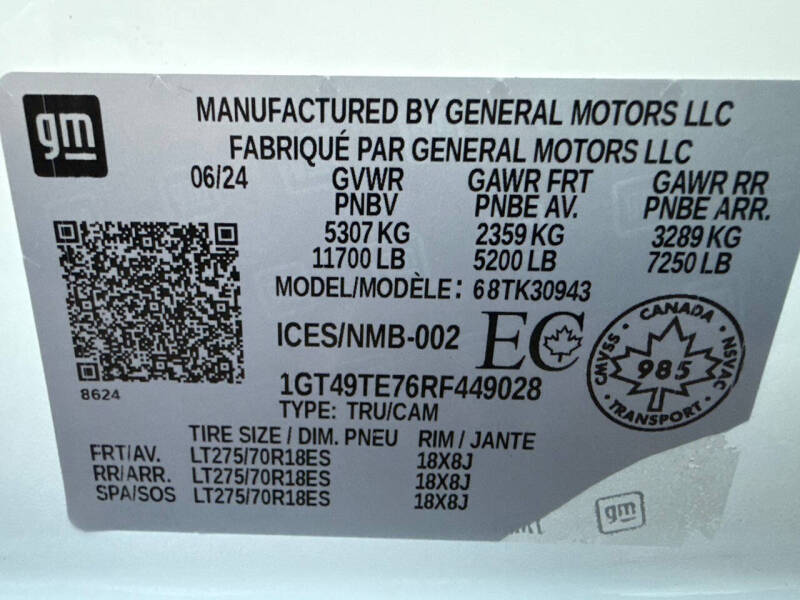 gm
MANUFACTURED BY GENERAL MOTORS LLC
FABRIQUÉ PAR GENERAL MOTORS LLC
06/24 GVWR GAWR FRT GAWR RR
PNBV PNBE AV. PNBE ARR.
5307 KG 2359 KG 3289 KG
11700 LB 5200 LB 7250 LB
MODEL/MODÈLE: 68TK30943
ICES/NMB-002 EC
CMVSS · CANADA · NSVAC · TRANSPORT ·
985
8624
1GT49TE76RF449028
TYPE: TRU/CAM
TIRE SIZE / DIM. PNEU RIM / JANTE
FRT/AV. LT275/70R18ES 18X8J
RR/ARR. LT275/70R18ES 18X8J
SPA/SOS LT275/70R18ES 18X8J
gm